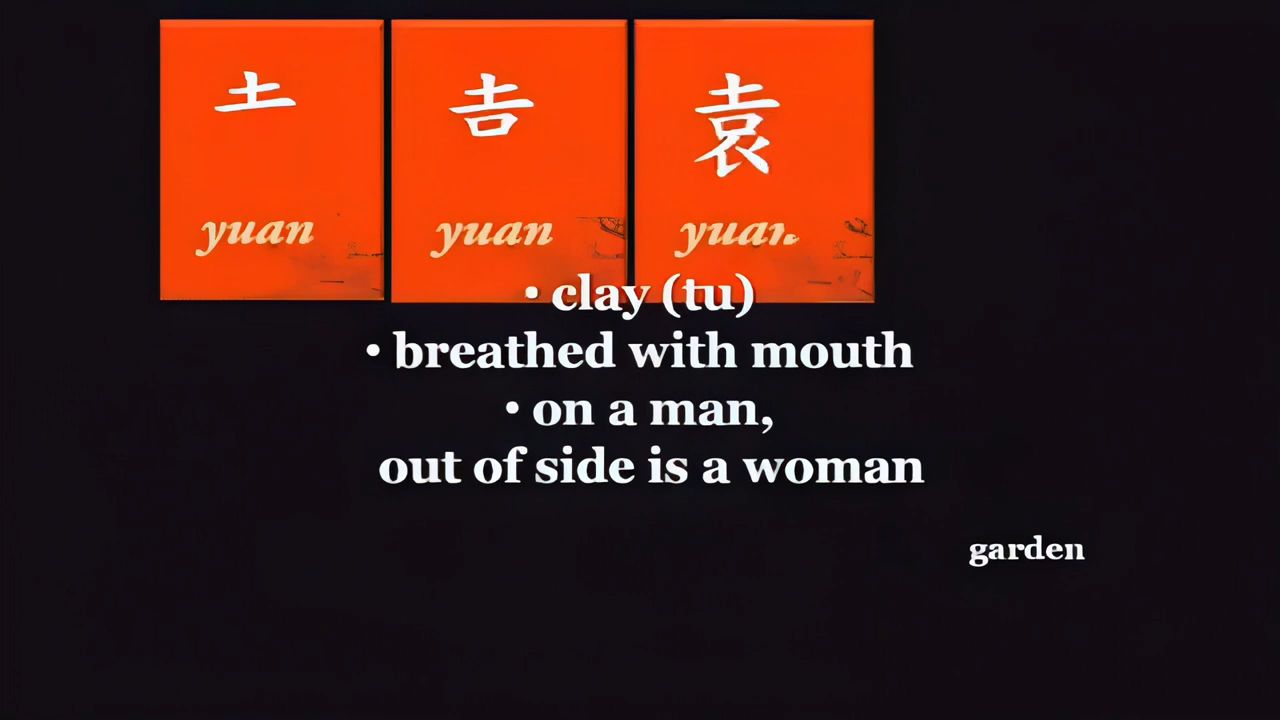 土 吉 袁
yuan yuan yuan
• clay (tu)
• breathed with mouth
• on a man,
out of side is a woman
garden